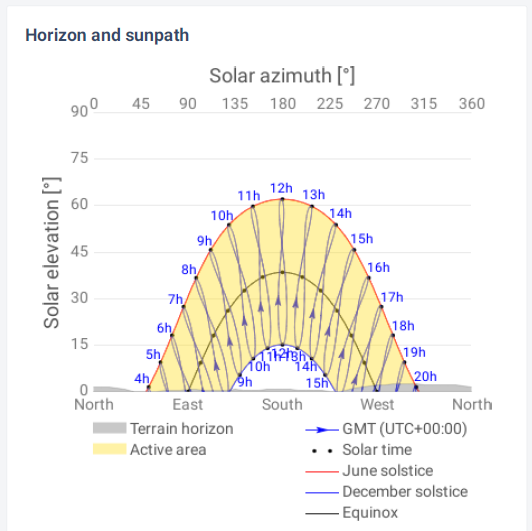 Horizon and sunpath
Solar azimuth [°]
0 45 90 135 180 225 270 315 360
Solar elevation [°]
90
75
60
45
30
15
0
12h
11h 13h
10h 14h
9h 15h
8h 16h
7h 17h
6h 18h
5h 19h
4h 20h
11h 12h 13h
10h 14h
9h 15h
North East South West North
Terrain horizon
Active area
GMT (UTC+00:00)
Solar time
June solstice
December solstice
Equinox